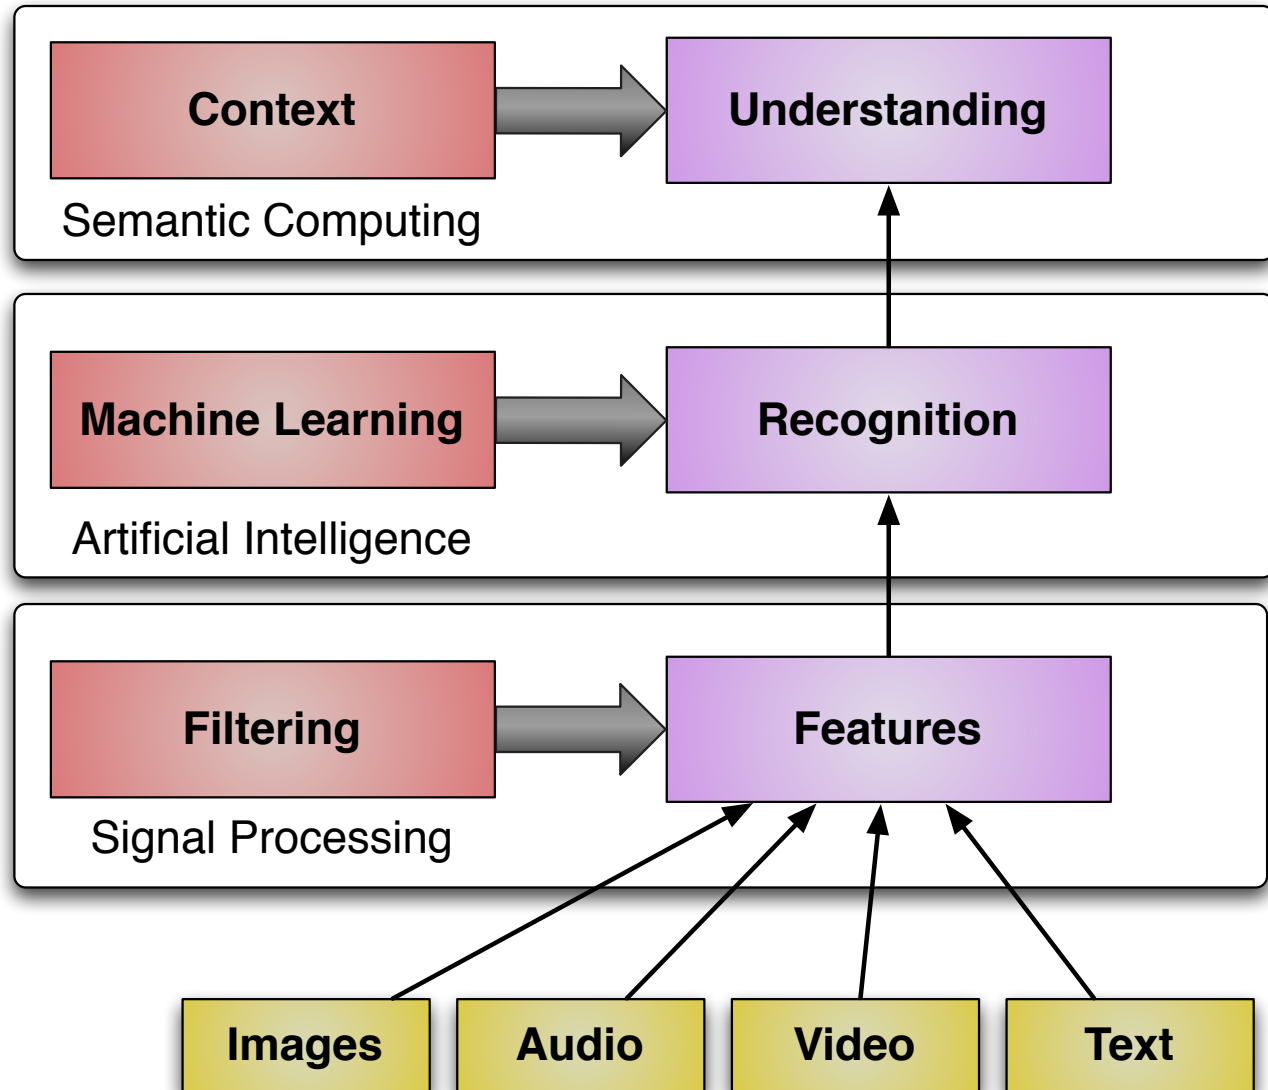 Context
Understanding
Semantic Computing
Machine Learning
Recognition
Artificial Intelligence
Filtering
Features
Signal Processing
Images
Audio
Video
Text